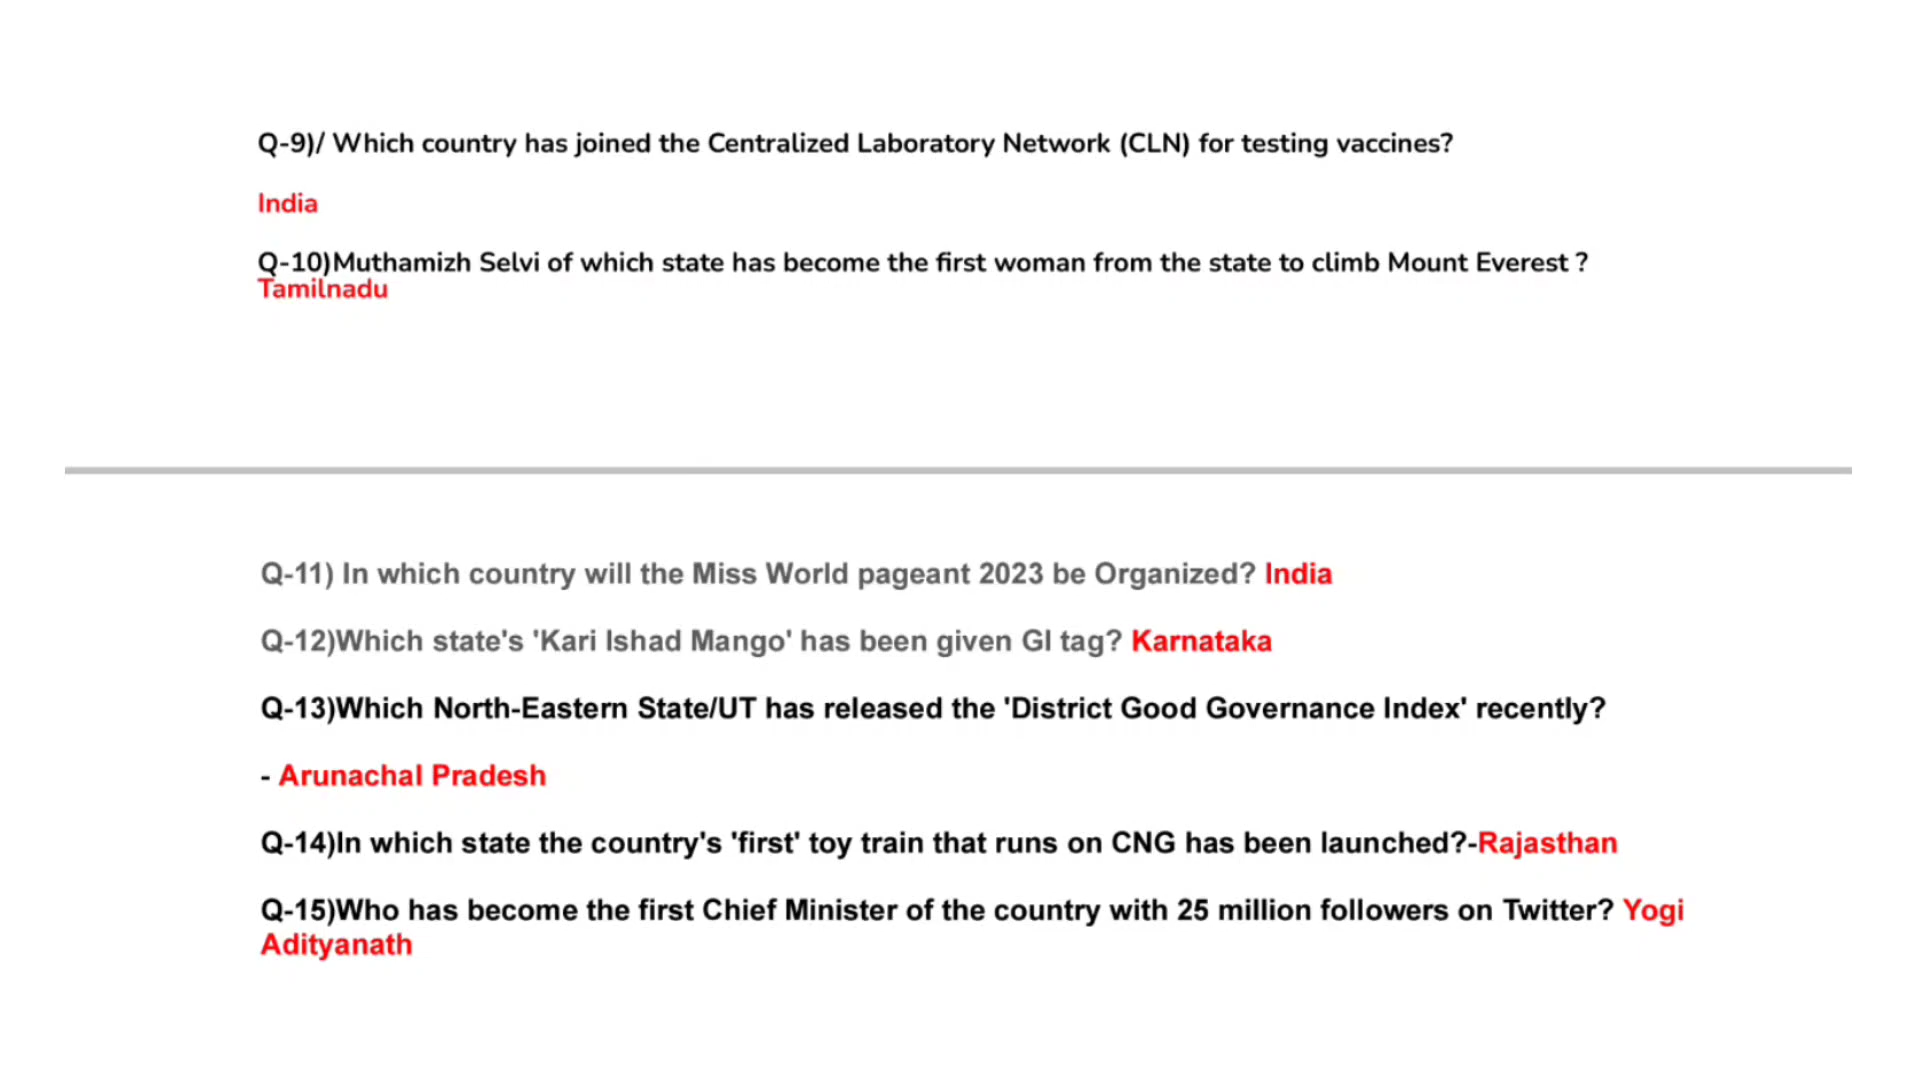 Q-9)/ Which country has joined the Centralized Laboratory Network (CLN) for testing vaccines?
India
Q-10)Muthamizh Selvi of which state has become the first woman from the state to climb Mount Everest ?
Tamilnadu
Q-11) In which country will the Miss World pageant 2023 be Organized? India
Q-12)Which state's 'Kari Ishad Mango' has been given GI tag? Karnataka
Q-13)Which North-Eastern State/UT has released the 'District Good Governance Index' recently?
- Arunachal Pradesh
Q-14)In which state the country's 'first' toy train that runs on CNG has been launched?-Rajasthan
Q-15)Who has become the first Chief Minister of the country with 25 million followers on Twitter? Yogi
Adityanath